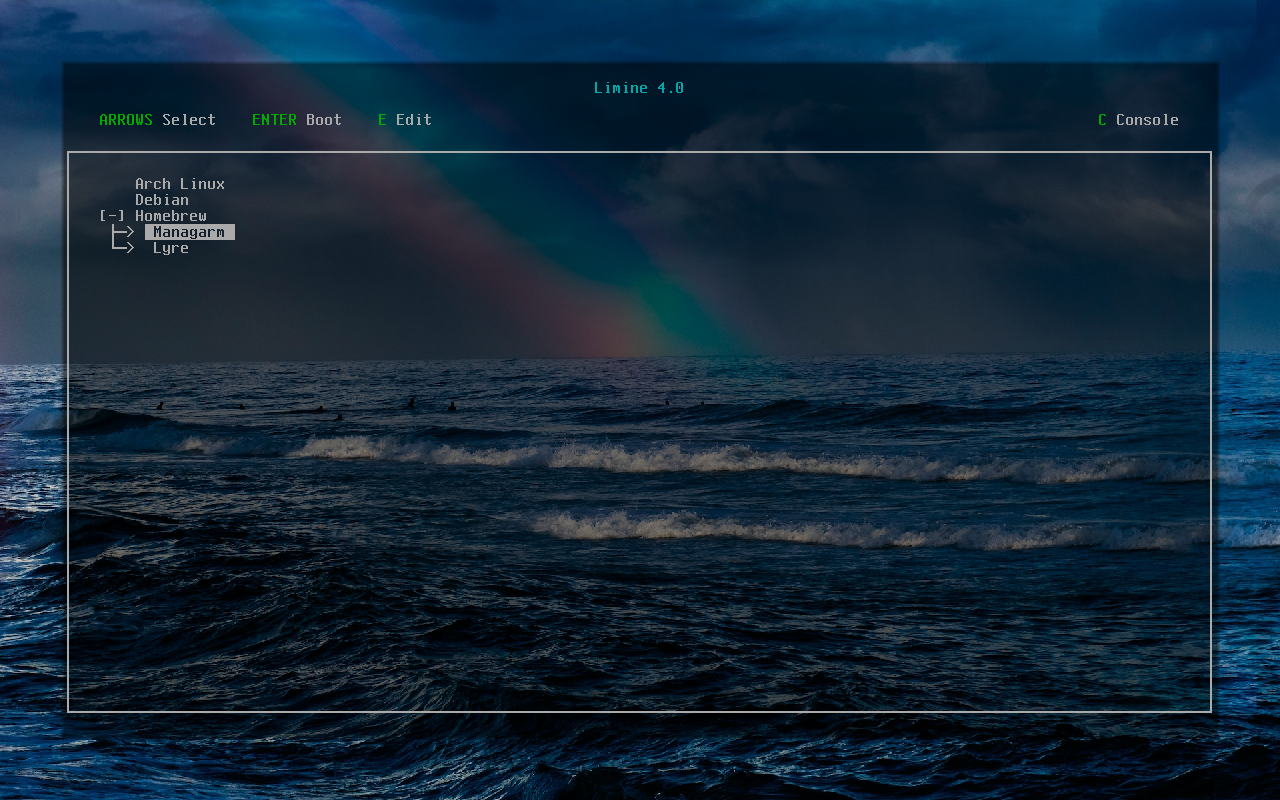 Limine 4.0
ARROWS Select ENTER Boot E Edit C Console
Arch Linux
Debian
[-] Homebrew
Managarm
Lyre